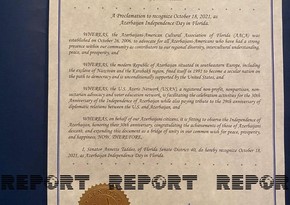 A Proclamation to recognize October 18, 2021, as
Azerbaijan Independence Day in Florida.
WHEREAS, the Azerbaijani-American Cultural Association of Florida (AACA) was
established on October 26, 2006, to advocate for all Azerbaijani-Americans who have had a strong
presence within our community as contributors to our regional diversity, intercultural understanding,
peace, and prosperity, and
WHEREAS, the modern Republic of Azerbaijan situated in southeastern Europe, including
the exclave of Naxcivan and the Karabakh region, freed itself in 1991 to become a secular nation on
the path to democracy and is internationally supported by the United States, and
WHEREAS, the U.S. Azeris Network (USAN), a registered non-profit, nonpartisan,
advocacy and voter education network, is facilitating the celebration activities for the 30th
Anniversary of the Independence of Azerbaijan while also paying tribute to the 29th anniversary of
diplomatic relations between the U.S. and Azerbaijan, and
WHEREAS, on behalf of our Azerbaijani citizens, it is fitting to observe the Independence of
Azerbaijan, honoring their 30th anniversary, congratulating the achievements of those of Azerbaijani
descent, and extending this document as a bridge of unity in our common work for peace, prosperity,
and happiness, NOW, THEREFORE,
I, Senator Annette Taddeo, of Florida Senate District 40, do hereby recognize October 18,
2021, as Azerbaijan Independence Day in Florida.
REPORT REPORT REPORT